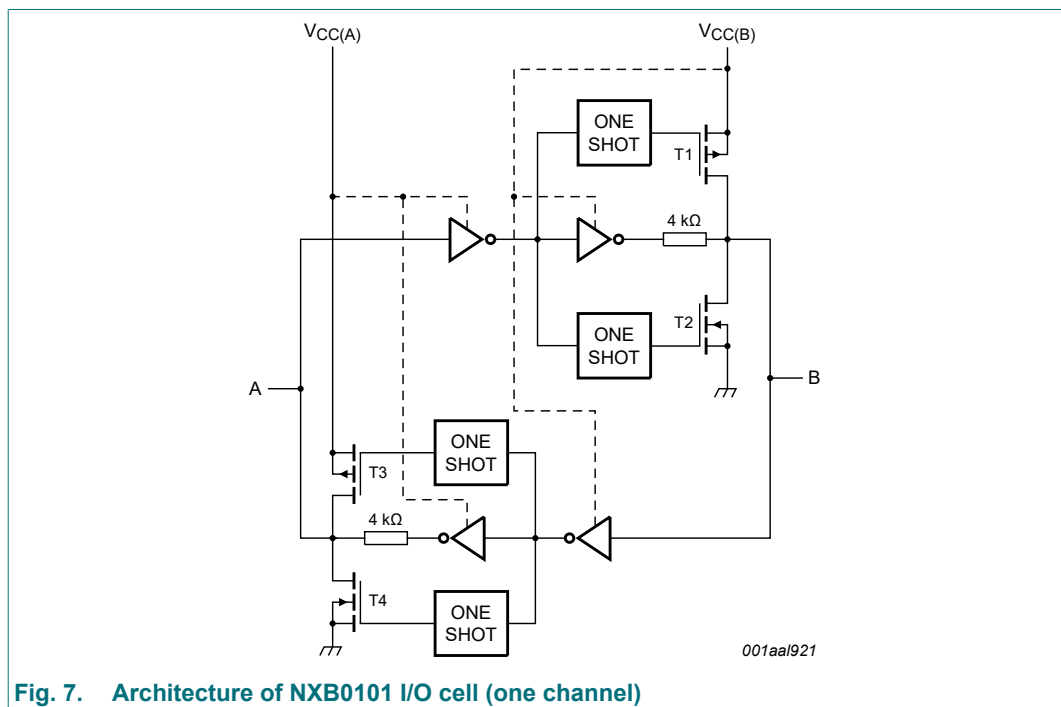 VCC(A)
VCC(B)
ONE
SHOT
T1
4 kΩ
ONE
SHOT
T2
A
B
ONE
SHOT
T3
4 kΩ
ONE
SHOT
T4
001aal921
Fig. 7. Architecture of NXB0101 I/O cell (one channel)